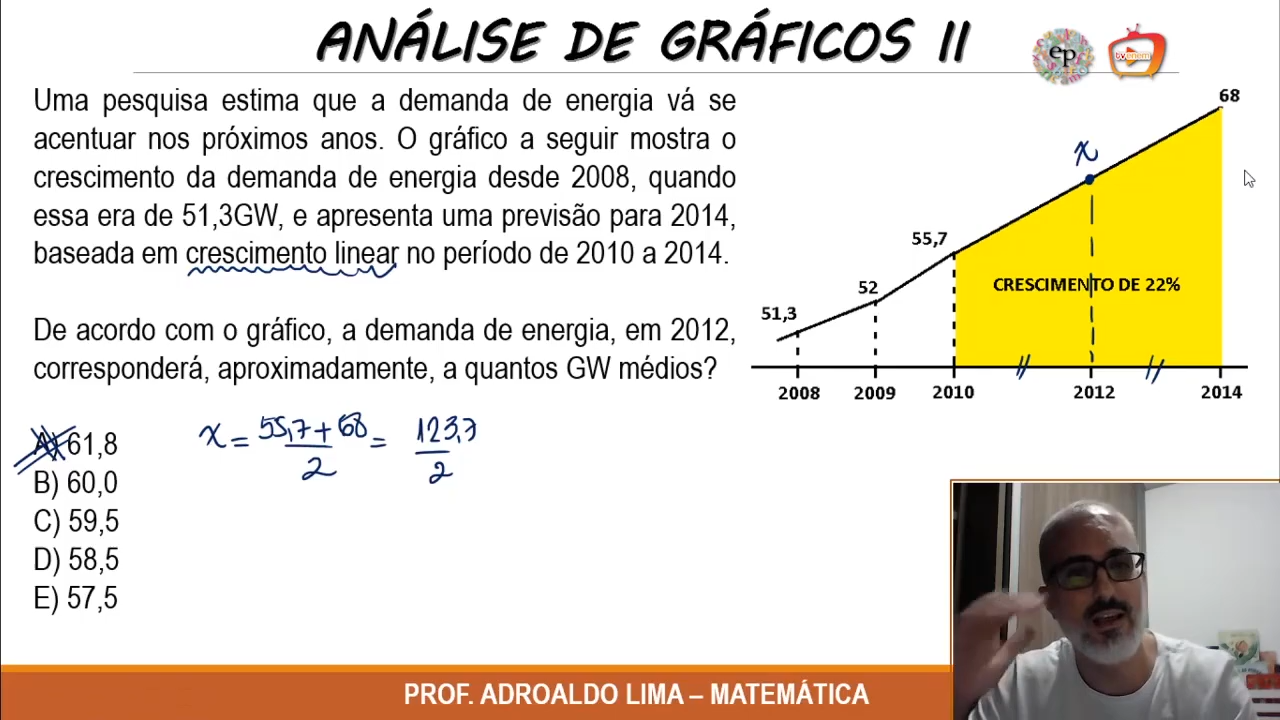 ANÁLISE DE GRÁFICOS II
ep
tvenem
Uma pesquisa estima que a demanda de energia vá se
acentuar nos próximos anos. O gráfico a seguir mostra o
crescimento da demanda de energia desde 2008, quando
essa era de 51,3GW, e apresenta uma previsão para 2014,
baseada em crescimento linear no período de 2010 a 2014.
De acordo com o gráfico, a demanda de energia, em 2012,
corresponderá, aproximadamente, a quantos GW médios?
A) 61,8
B) 60,0
C) 59,5
D) 58,5
E) 57,5
x = 55,7 + 68 / 2 = 123,7 / 2
68
x
55,7
52
51,3
CRESCIMENTO DE 22%
2008 2009 2010 2012 2014
PROF. ADROALDO LIMA – MATEMÁTICA